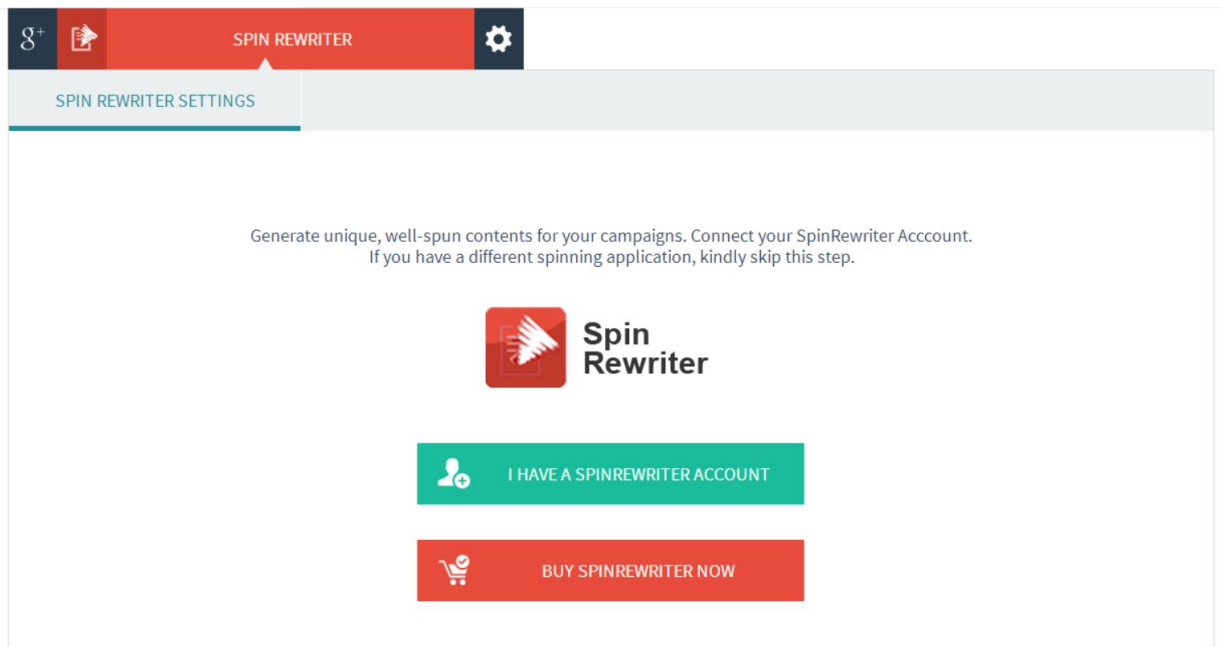 g+
SPIN REWRITER
SPIN REWRITER SETTINGS
Generate unique, well-spun contents for your campaigns. Connect your SpinRewriter Acccount.
If you have a different spinning application, kindly skip this step.
Spin
Rewriter
I HAVE A SPINREWRITER ACCOUNT
BUY SPINREWRITER NOW